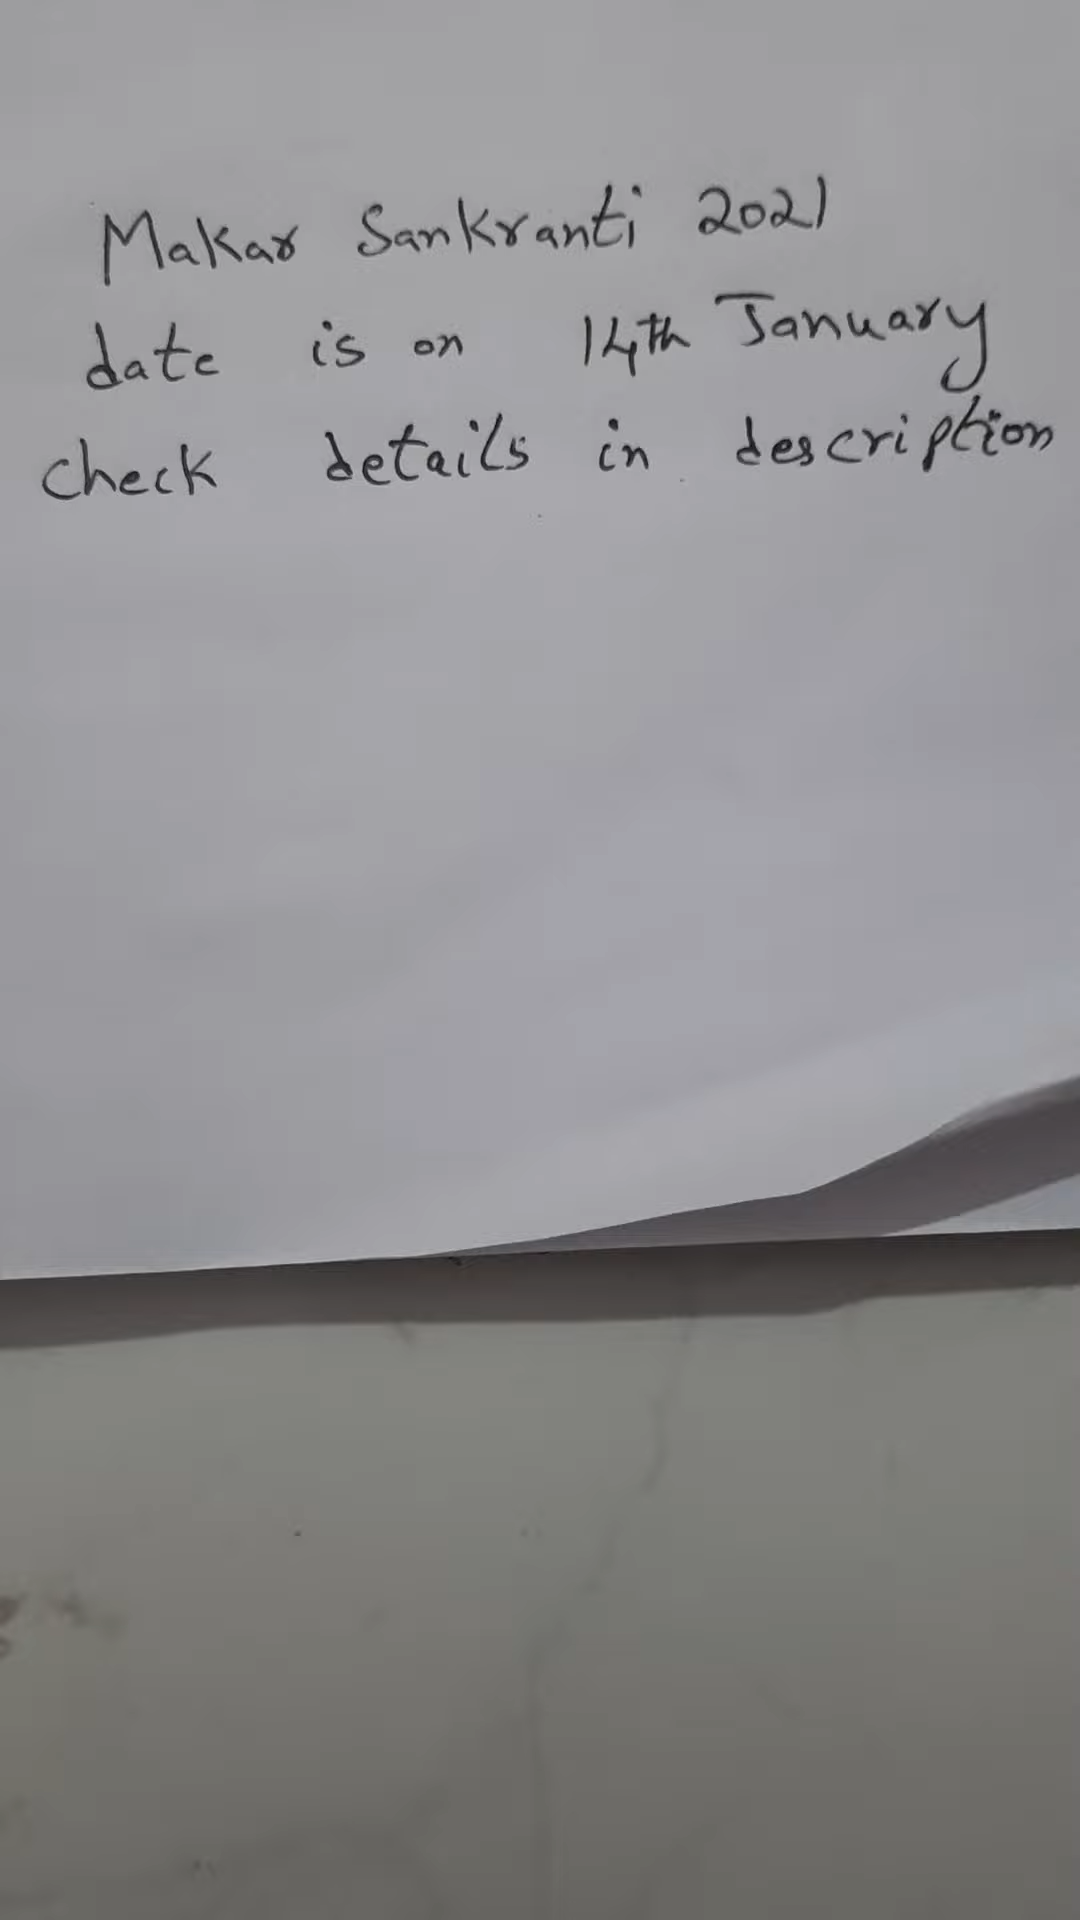 Makar Sankranti 2021
date is on 14th January
check details in description